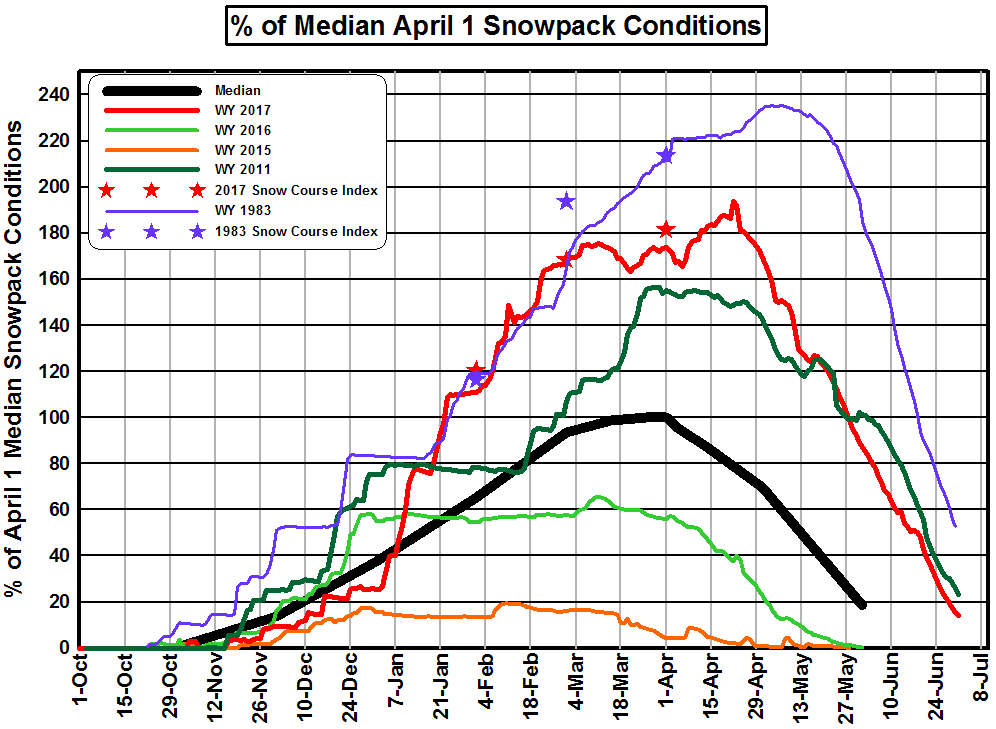 % of Median April 1 Snowpack Conditions
% of April 1 Median Snowpack Conditions
240
220
200
180
160
140
120
100
80
60
40
20
0
Median
WY 2017
WY 2016
WY 2015
WY 2011
2017 Snow Course Index
WY 1983
1983 Snow Course Index
1-Oct
15-Oct
29-Oct
12-Nov
26-Nov
10-Dec
24-Dec
7-Jan
21-Jan
4-Feb
18-Feb
4-Mar
18-Mar
1-Apr
15-Apr
29-Apr
13-May
27-May
10-Jun
24-Jun
8-Jul